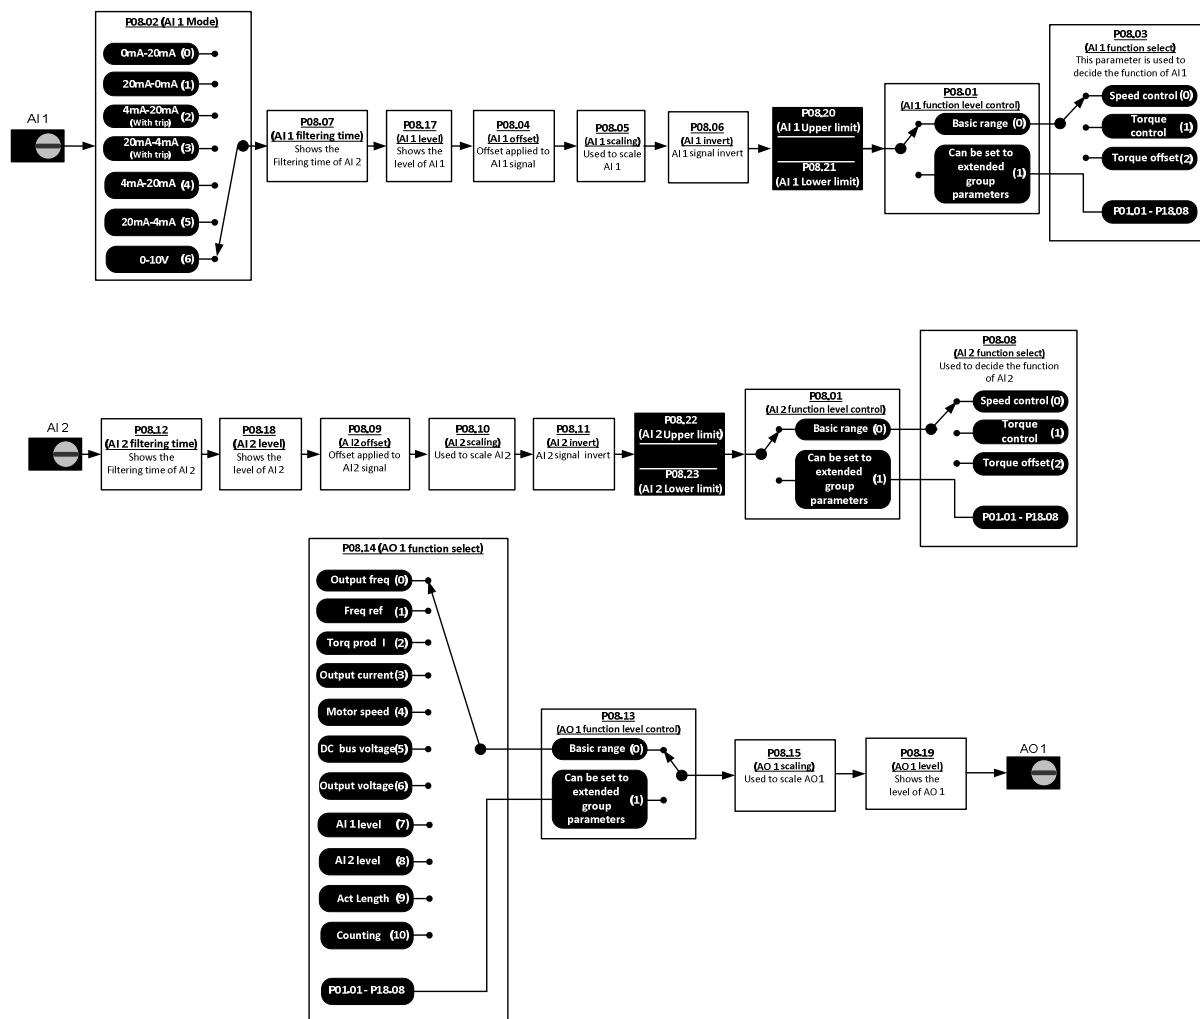 AI 1
P08.02 (AI 1 Mode)
0mA-20mA (0)
20mA-0mA (1)
4mA-20mA (2)
(With trip)
20mA-4mA (3)
(With trip)
4mA-20mA (4)
20mA-4mA (5)
0-10V (6)
P08.07
(AI 1 filtering time)
Shows the
Filtering time of AI 2
P08.17
(AI 1 level)
Shows the
level of AI 1
P08.04
(AI 1 offset)
Offset applied to
AI 1 signal
P08.05
(AI 1 scaling)
Used to scale
AI 1
P08.06
(AI 1 invert)
AI 1 signal invert
P08.20
(AI 1 Upper limit)
P08.21
(AI 1 Lower limit)
P08.01
(AI 1 function level control)
Basic range (0)
Can be set to
extended
group
parameters
(1)
P08.03
(AI 1 function select)
This parameter is used to
decide the function of AI 1
Speed control (0)
Torque
control
(1)
Torque offset (2)
P01.01 - P18.08
AI 2
P08.12
(AI 2 filtering time)
Shows the
Filtering time of AI 2
P08.18
(AI 2 level)
Shows the
level of AI 2
P08.09
(AI2 offset)
Offset applied to
AI2 signal
P08.10
(AI 2 scaling)
Used to scale AI 2
P08.11
(AI 2 invert)
AI 2 signal invert
P08.22
(AI 2 Upper limit)
P08.23
(AI 2 Lower limit)
P08.01
(AI 2 function level control)
Basic range (0)
Can be set to
extended
group
parameters
(1)
P08.08
(AI 2 function select)
Used to decide the function
of AI 2
Speed control (0)
Torque
control
(1)
Torque offset (2)
P01.01 - P18.08
P08.14 (AO 1 function select)
Output freq (0)
Freq ref (1)
Torq prod I (2)
Output current (3)
Motor speed (4)
DC bus voltage (5)
Output voltage (6)
AI 1 level (7)
AI 2 level (8)
Act Length (9)
Counting (10)
P01.01 - P18.08
P08.13
(AO 1 function level control)
Basic range (0)
Can be set to
extended
group
parameters
(1)
P08.15
(AO 1 scaling)
Used to scale AO 1
P08.19
(AO 1 level)
Shows the
level of AO 1
AO 1